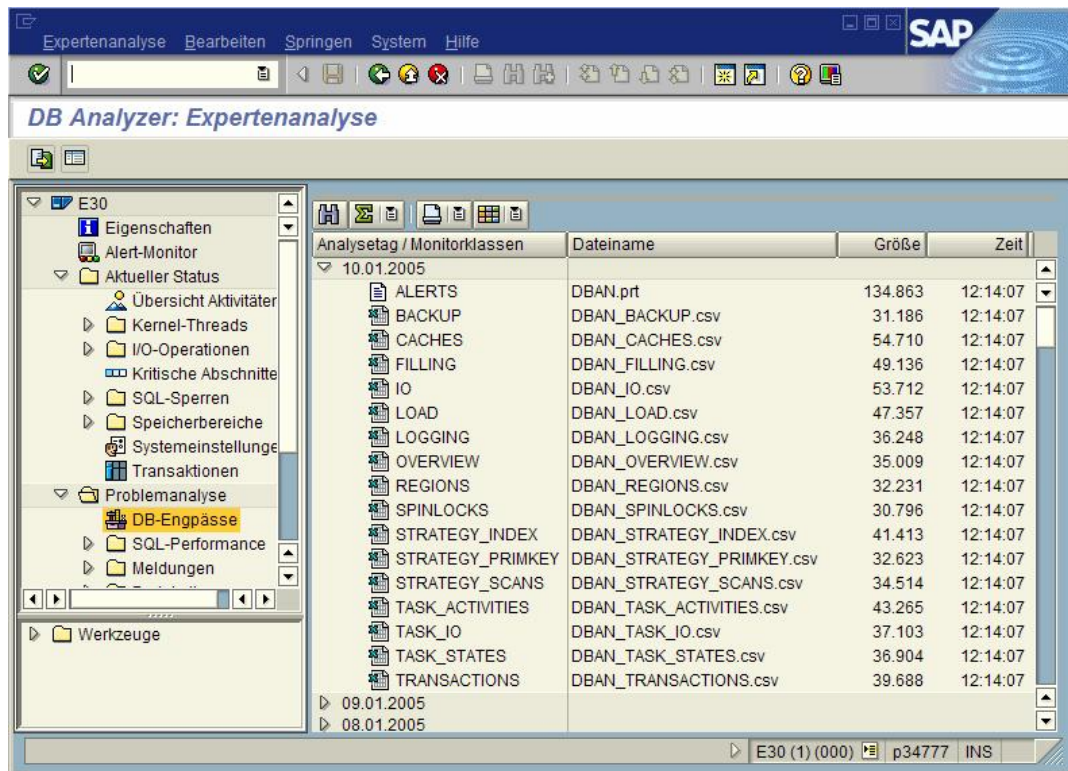 Expertenanalyse Bearbeiten Springen System Hilfe
SAP
DB Analyzer: Expertenanalyse
E30
Eigenschaften
Alert-Monitor
Aktueller Status
Übersicht Aktivitäter
Kernel-Threads
I/O-Operationen
Kritische Abschnitte
SQL-Sperren
Speicherbereiche
Systemeinstellunge
Transaktionen
Problemanalyse
DB-Engpässe
SQL-Performance
Meldungen
Werkzeuge
Analysetag / Monitorklassen Dateiname Größe Zeit
10.01.2005
ALERTS DBAN.prt 134.863 12:14:07
BACKUP DBAN_BACKUP.csv 31.186 12:14:07
CACHES DBAN_CACHES.csv 54.710 12:14:07
FILLING DBAN_FILLING.csv 49.136 12:14:07
IO DBAN_IO.csv 53.712 12:14:07
LOAD DBAN_LOAD.csv 47.357 12:14:07
LOGGING DBAN_LOGGING.csv 36.248 12:14:07
OVERVIEW DBAN_OVERVIEW.csv 35.009 12:14:07
REGIONS DBAN_REGIONS.csv 32.231 12:14:07
SPINLOCKS DBAN_SPINLOCKS.csv 30.796 12:14:07
STRATEGY_INDEX DBAN_STRATEGY_INDEX.csv 41.413 12:14:07
STRATEGY_PRIMKEY DBAN_STRATEGY_PRIMKEY.csv 32.623 12:14:07
STRATEGY_SCANS DBAN_STRATEGY_SCANS.csv 34.514 12:14:07
TASK_ACTIVITIES DBAN_TASK_ACTIVITIES.csv 43.265 12:14:07
TASK_IO DBAN_TASK_IO.csv 37.103 12:14:07
TASK_STATES DBAN_TASK_STATES.csv 36.904 12:14:07
TRANSACTIONS DBAN_TRANSACTIONS.csv 39.688 12:14:07
09.01.2005
08.01.2005
E30 (1) (000) p34777 INS